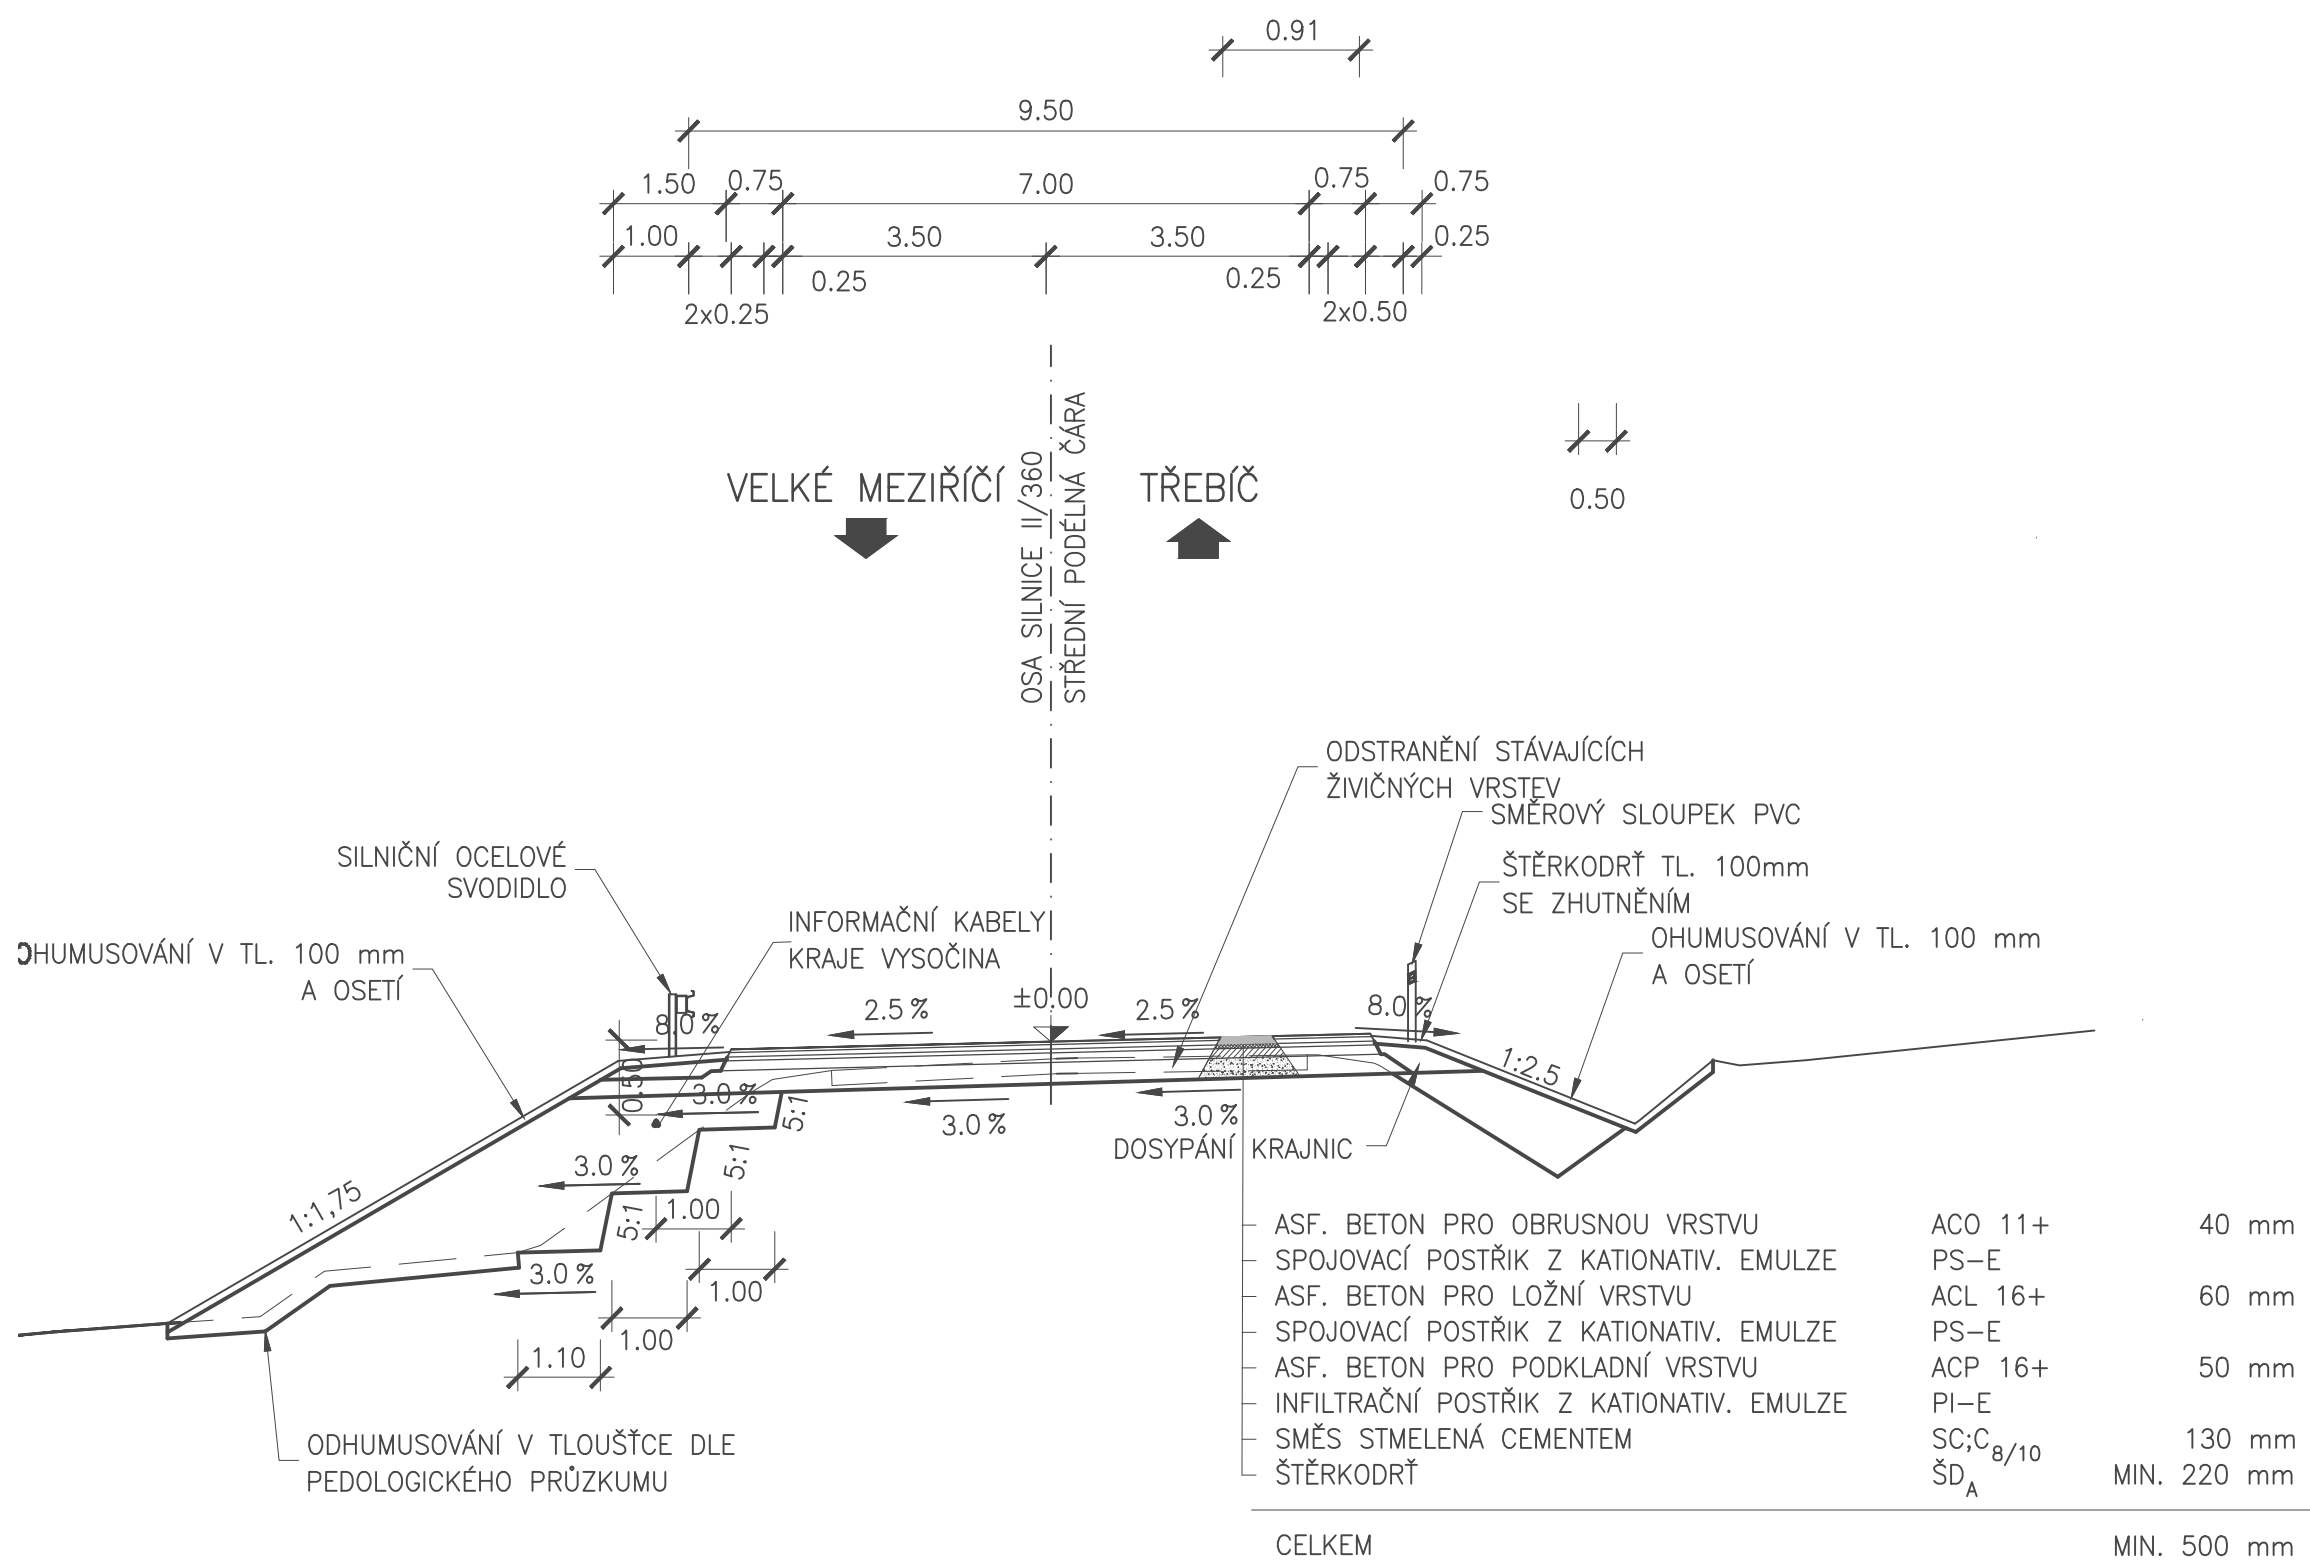 0.91
9.50
1.50 0.75 7.00 0.75 0.75
1.00 3.50 3.50 0.25
0.25 0.25
2x0.25 2x0.50
OSA SILNICE II/360
STŘEDNÍ PODÉLNÁ ČÁRA
VELKÉ MEZIŘÍČÍ TŘEBÍČ
0.50
ODSTRANĚNÍ STÁVAJÍCÍCH
ŽIVIČNÝCH VRSTEV
SMĚROVÝ SLOUPEK PVC
SILNIČNÍ OCELOVÉ
SVODIDLO
ŠTĚRKODRŤ TL. 100mm
SE ZHUTNĚNÍM
INFORMAČNÍ KABELY
KRAJE VYSOČINA
OHUMUSOVÁNÍ V TL. 100 mm
A OSETÍ
OHUMUSOVÁNÍ V TL. 100 mm
A OSETÍ
±0.00
2.5% 2.5% 8.0%
8.0%
0.50
1:2.5
3.0% 5:1 3.0% 3.0%
DOSYPÁNÍ KRAJNIC
3.0% 5:1
1:1,75
5:1 1.00
3.0% 1.00
1.00
1.10
ODHUMUSOVÁNÍ V TLOUŠŤCE DLE
PEDOLOGICKÉHO PRŮZKUMU
ASF. BETON PRO OBRUSNOU VRSTVU ACO 11+ 40 mm
SPOJOVACÍ POSTŘIK Z KATIONATIV. EMULZE PS-E
ASF. BETON PRO LOŽNÍ VRSTVU ACL 16+ 60 mm
SPOJOVACÍ POSTŘIK Z KATIONATIV. EMULZE PS-E
ASF. BETON PRO PODKLADNÍ VRSTVU ACP 16+ 50 mm
INFILTRAČNÍ POSTŘIK Z KATIONATIV. EMULZE PI-E
SMĚS STMELENÁ CEMENTEM SC;C8/10 130 mm
ŠTĚRKODRŤ ŠDA MIN. 220 mm
CELKEM MIN. 500 mm